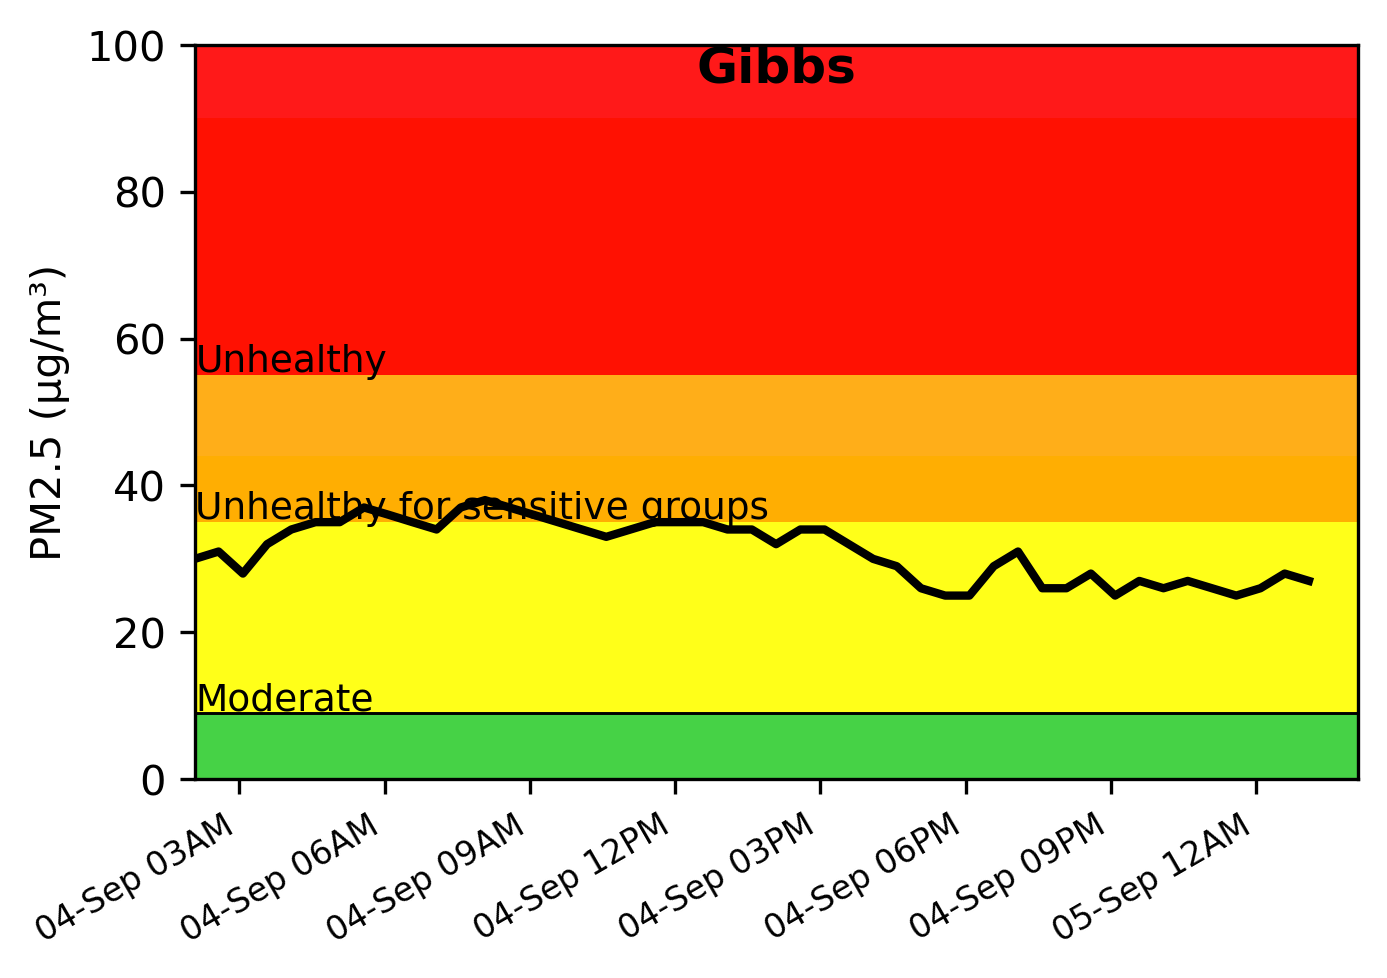 Gibbs
PM2.5 (µg/m³)
100
80
60
40
20
0
Unhealthy
Unhealthy for sensitive groups
Moderate
04-Sep 03AM
04-Sep 06AM
04-Sep 09AM
04-Sep 12PM
04-Sep 03PM
04-Sep 06PM
04-Sep 09PM
05-Sep 12AM